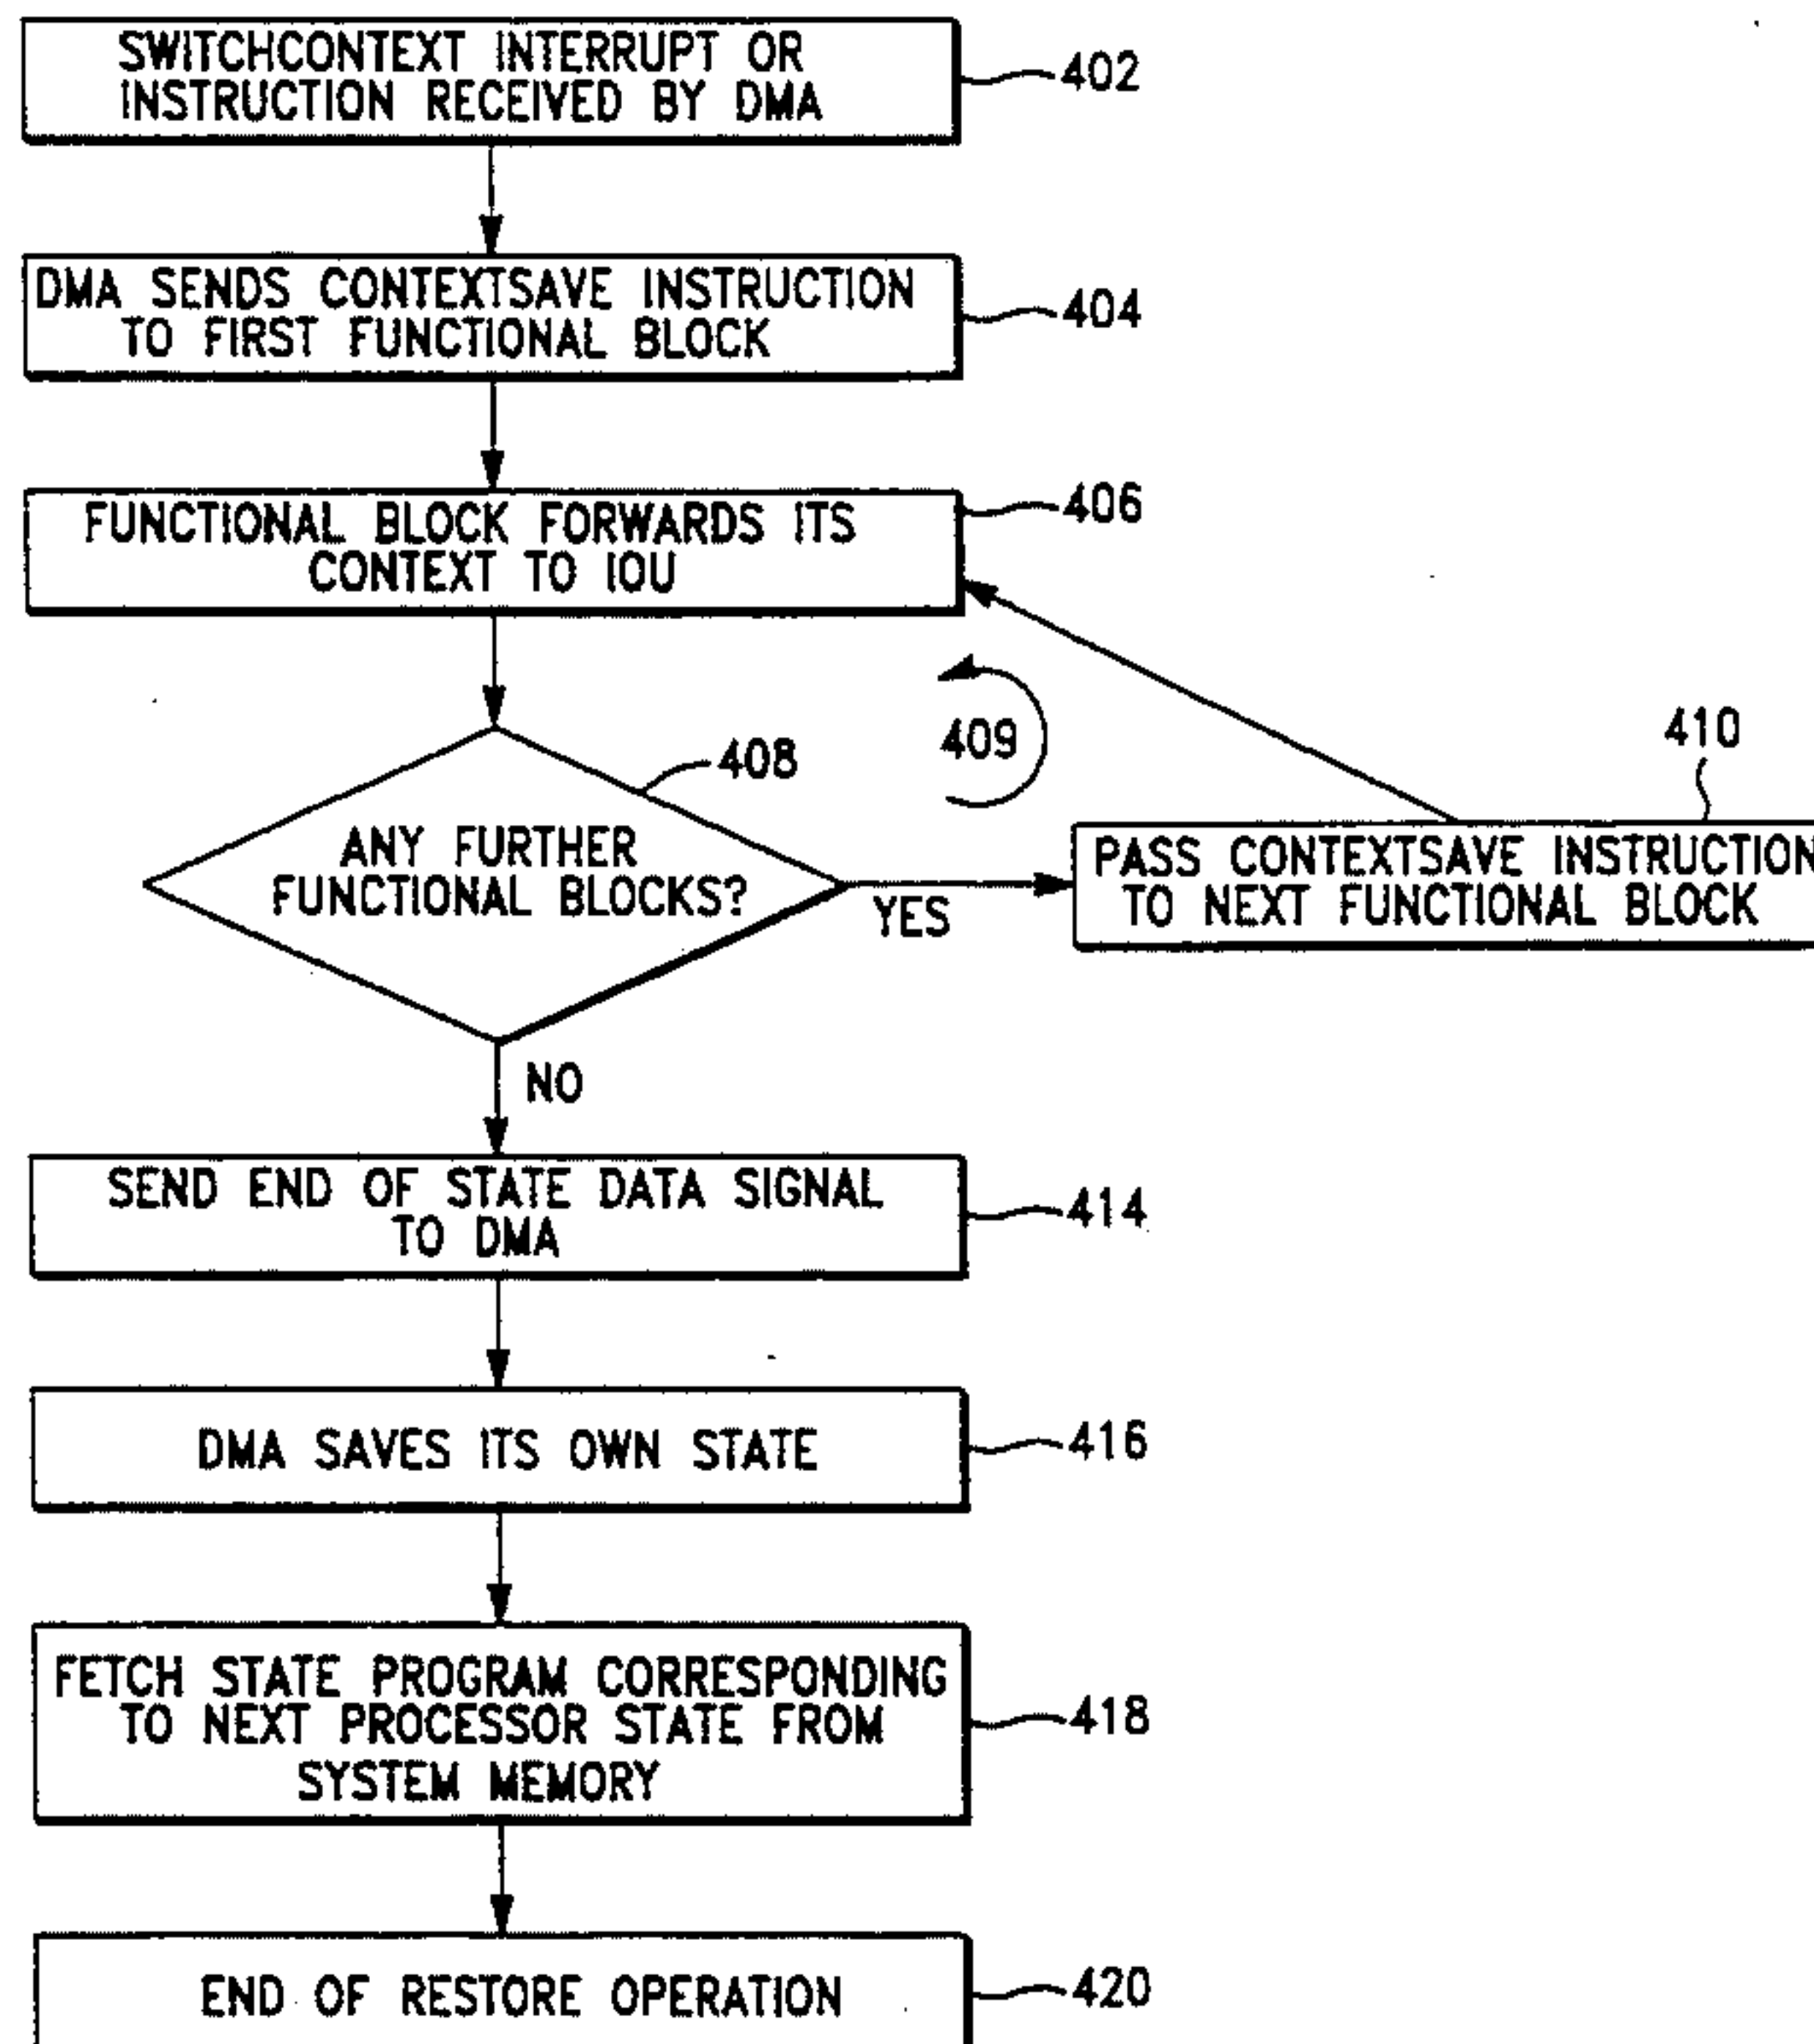 SWITCHCONTEXT INTERRUPT OR
INSTRUCTION RECEIVED BY DMA
402
DMA SENDS CONTEXTSAVE INSTRUCTION
TO FIRST FUNCTIONAL BLOCK
404
FUNCTIONAL BLOCK FORWARDS ITS
CONTEXT TO IOU
406
408
409
ANY FURTHER
FUNCTIONAL BLOCKS?
YES
410
PASS CONTEXTSAVE INSTRUCTION
TO NEXT FUNCTIONAL BLOCK
NO
SEND END OF STATE DATA SIGNAL
TO DMA
414
DMA SAVES ITS OWN STATE
416
FETCH STATE PROGRAM CORRESPONDING
TO NEXT PROCESSOR STATE FROM
SYSTEM MEMORY
418
END OF RESTORE OPERATION
420